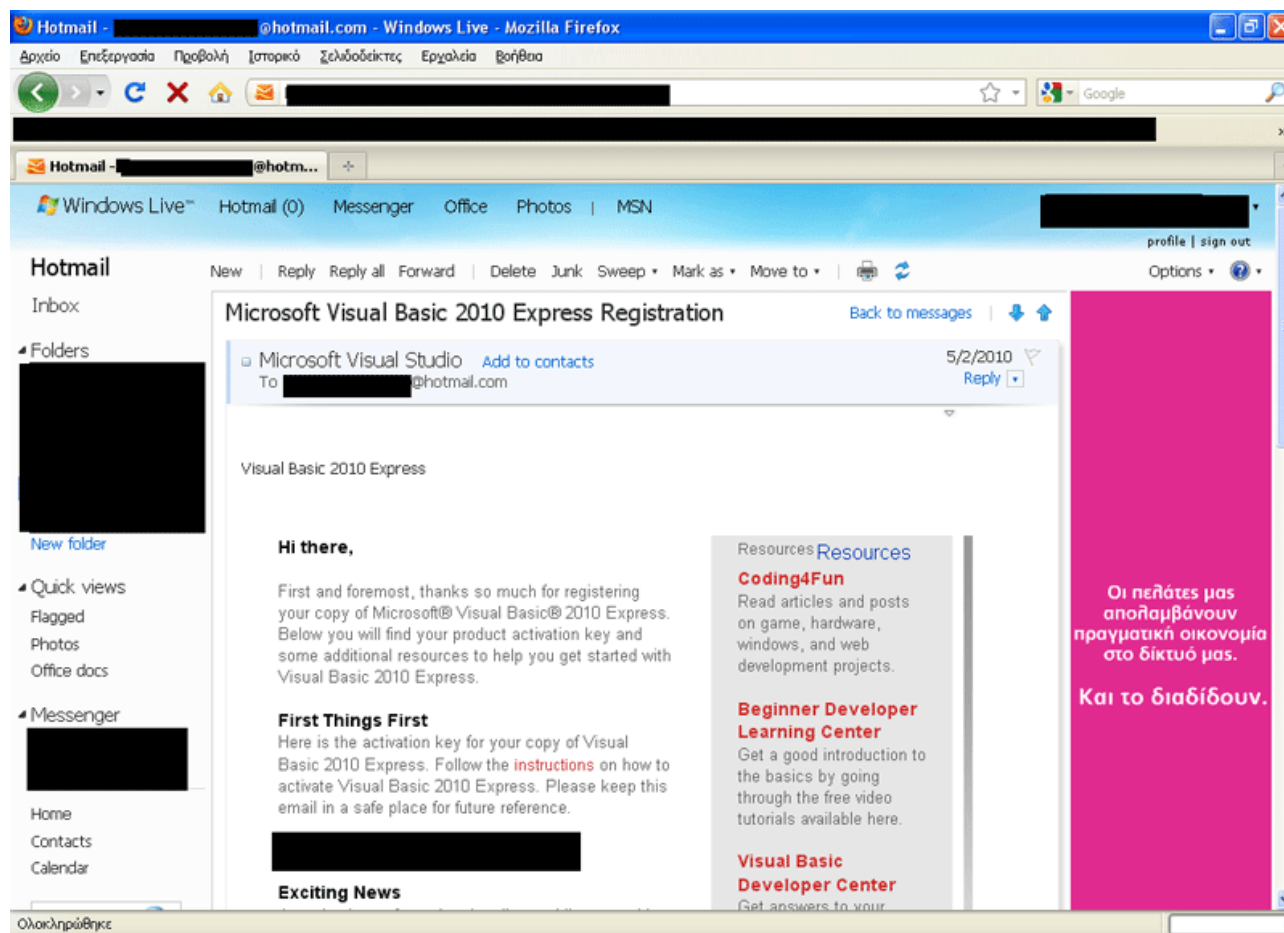 Hotmail - @hotmail.com - Windows Live - Mozilla Firefox
Αρχείο Επεξεργασία Προβολή Ιστορικό Σελιδοδείκτες Εργαλεία Βοήθεια
Google
Hotmail - @hotm...
Windows Live™ Hotmail (0) Messenger Office Photos | MSN
profile | sign out
Hotmail
New | Reply Reply all Forward | Delete Junk Sweep Mark as Move to |
Options
Inbox
Folders
New folder
Quick views
Flagged
Photos
Office docs
Messenger
Home
Contacts
Calendar
Microsoft Visual Basic 2010 Express Registration
Back to messages |
Microsoft Visual Studio Add to contacts
5/2/2010
To @hotmail.com
Reply
Visual Basic 2010 Express
Hi there,
First and foremost, thanks so much for registering
your copy of Microsoft® Visual Basic® 2010 Express.
Below you will find your product activation key and
some additional resources to help you get started with
Visual Basic 2010 Express.
First Things First
Here is the activation key for your copy of Visual
Basic 2010 Express. Follow the instructions on how to
activate Visual Basic 2010 Express. Please keep this
email in a safe place for future reference.
Exciting News
Resources Resources
Coding4Fun
Read articles and posts
on game, hardware,
windows, and web
development projects.
Beginner Developer
Learning Center
Get a good introduction to
the basics by going
through the free video
tutorials available here.
Visual Basic
Developer Center
Get answers to your
Οι πελάτες μας
απολαμβάνουν
πραγματική οικονομία
στο δίκτυό μας.
Και το διαδίδουν.
Ολοκληρώθηκε